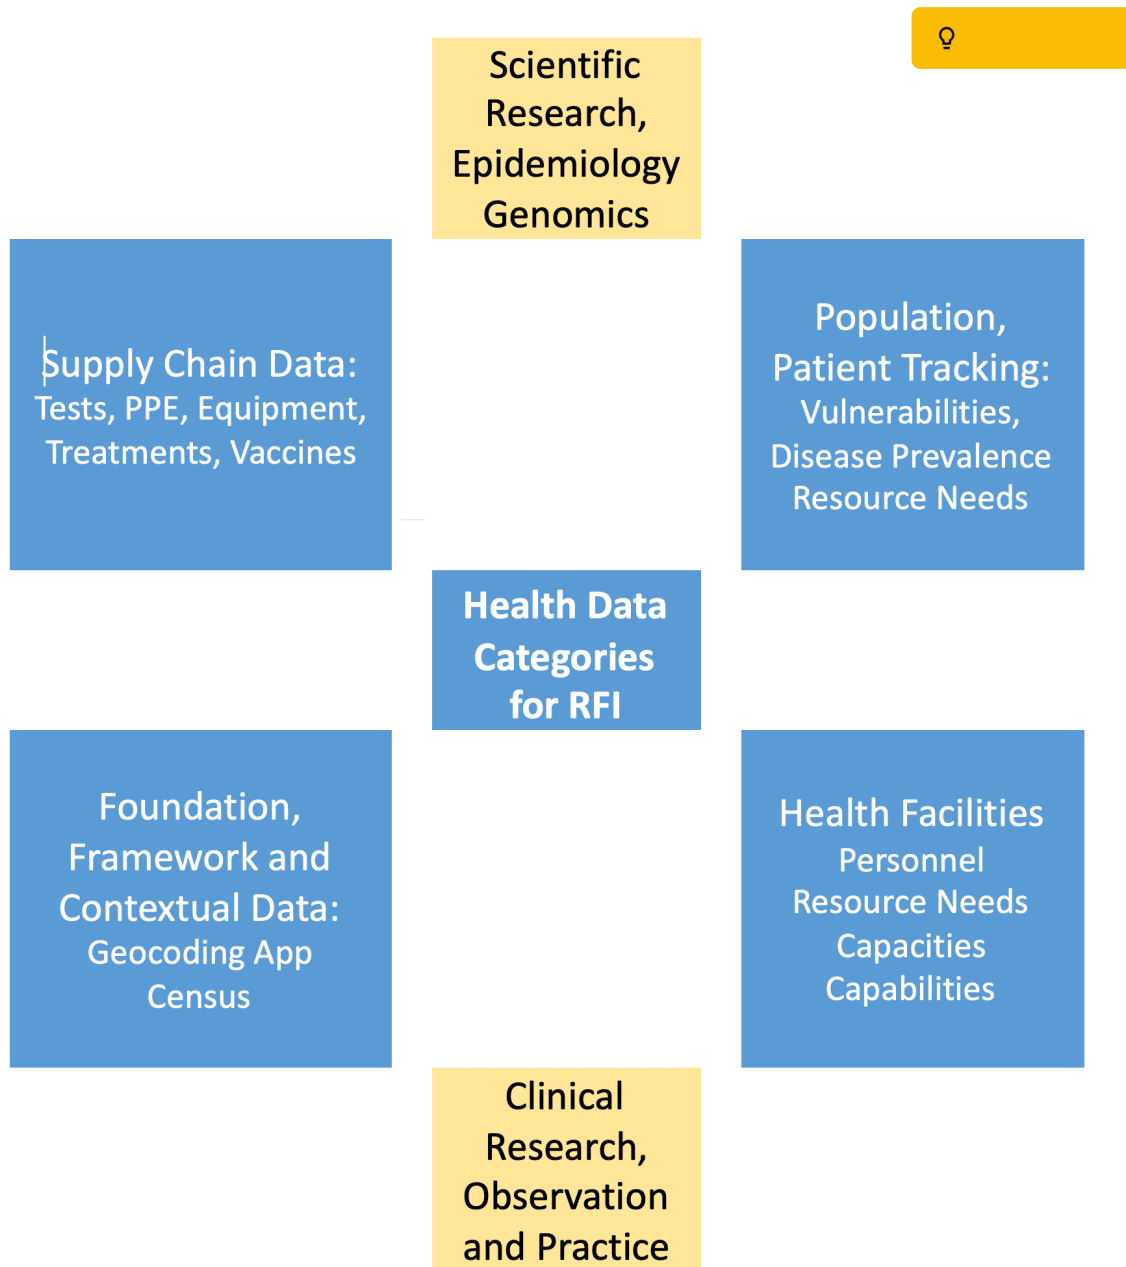 Scientific
Research,
Epidemiology
Genomics
Supply Chain Data:
Tests, PPE, Equipment,
Treatments, Vaccines
Population,
Patient Tracking:
Vulnerabilities,
Disease Prevalence
Resource Needs
Health Data
Categories
for RFI
Foundation,
Framework and
Contextual Data:
Geocoding App
Census
Health Facilities
Personnel
Resource Needs
Capacities
Capabilities
Clinical
Research,
Observation
and Practice